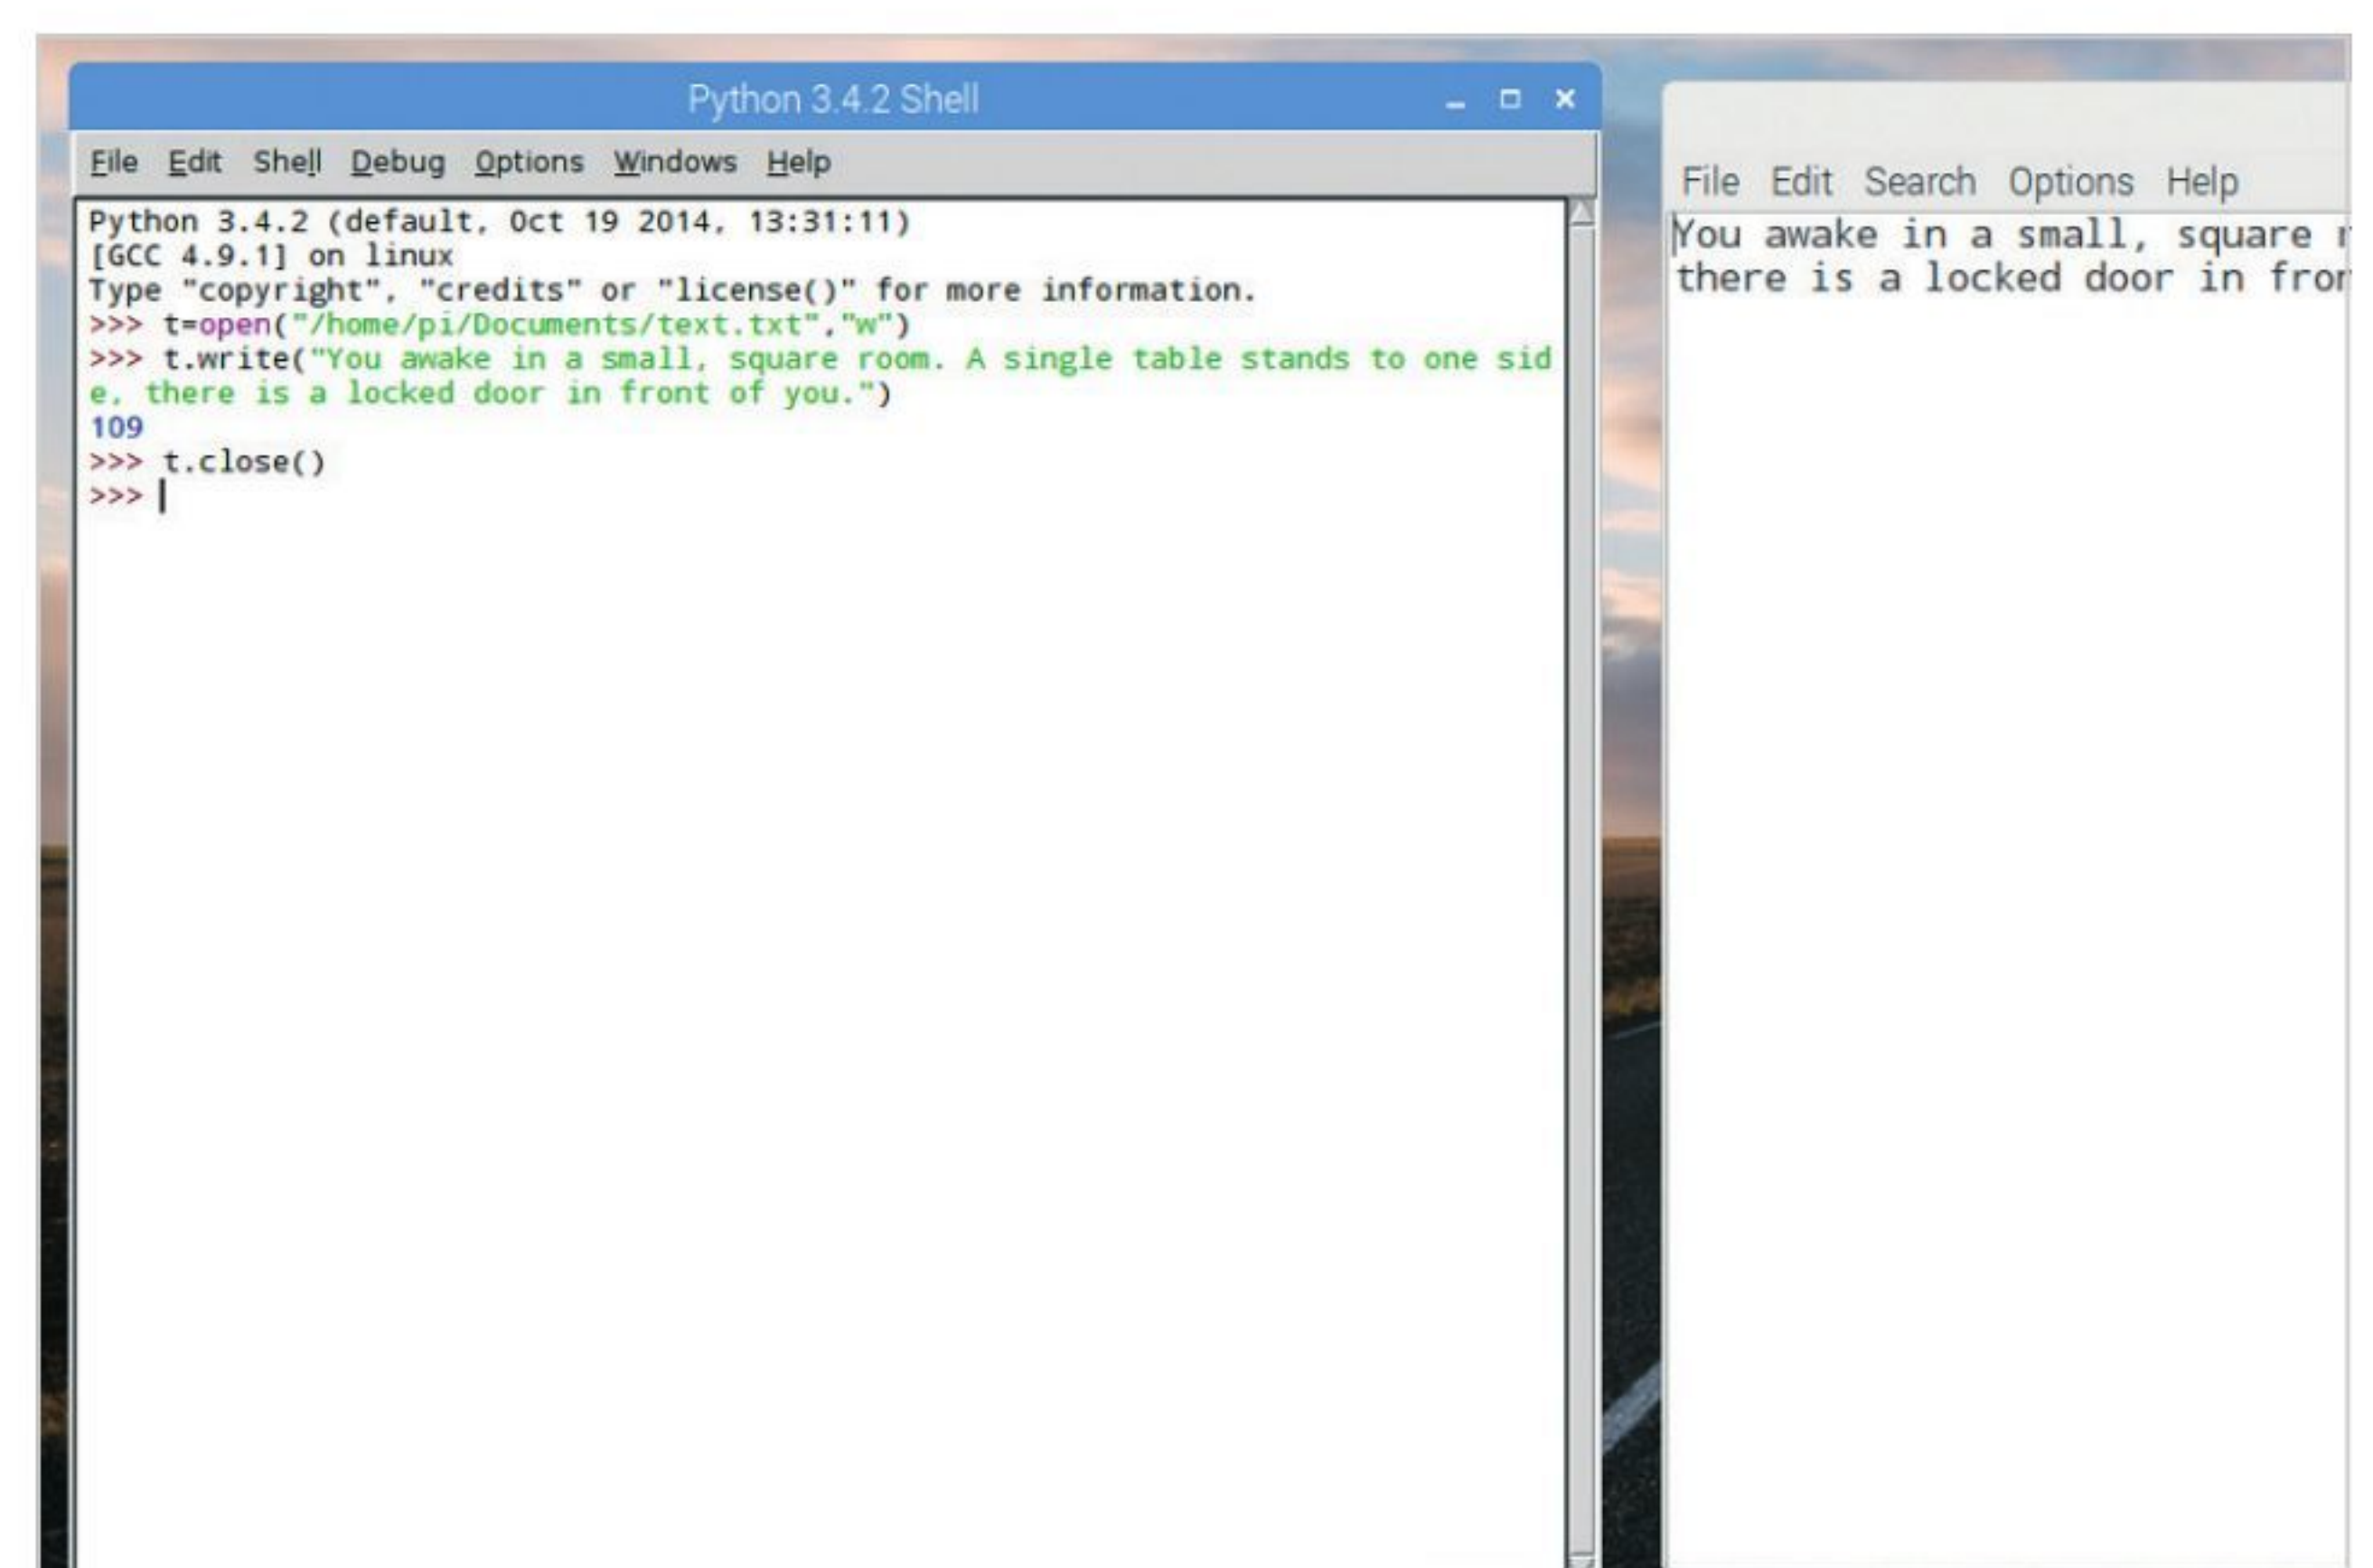 Python 3.4.2 Shell
File Edit Shell Debug Options Windows Help
Python 3.4.2 (default, Oct 19 2014, 13:31:11)
[GCC 4.9.1] on linux
Type "copyright", "credits" or "license()" for more information.
>>> t=open("/home/pi/Documents/text.txt","w")
>>> t.write("You awake in a small, square room. A single table stands to one sid
e, there is a locked door in front of you.")
109
>>> t.close()
>>>
File Edit Search Options Help
You awake in a small, square
there is a locked door in